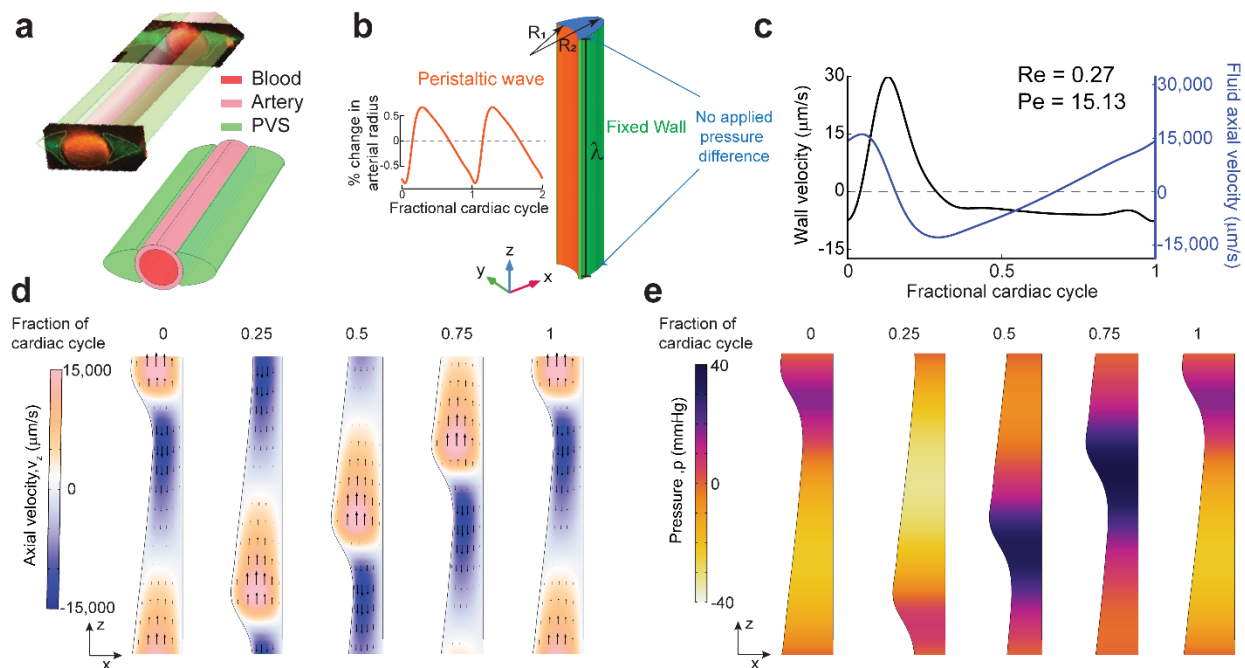 a
Blood
Artery
PVS
b
Peristaltic wave
% change in
arterial radius
0.5
0
-0.5
0
1
2
Fractional cardiac cycle
R₁
R₂
λ
Fixed Wall
No applied
pressure
difference
z
y
x
c
Re = 0.27
Pe = 15.13
Wall velocity (μm/s)
30
15
0
-15
0
0.5
1
Fractional cardiac cycle
30,000
15,000
0
-15,000
Fluid axial velocity
(μm/s)
d
Fraction of
cardiac cycle
0
0.25
0.5
0.75
1
15,000
0
-15,000
Axial velocity,v_z (μm/s)
z
x
e
Fraction of
cardiac cycle
0
0.25
0.5
0.75
1
40
0
-40
Pressure ,p (mmHg)
z
x